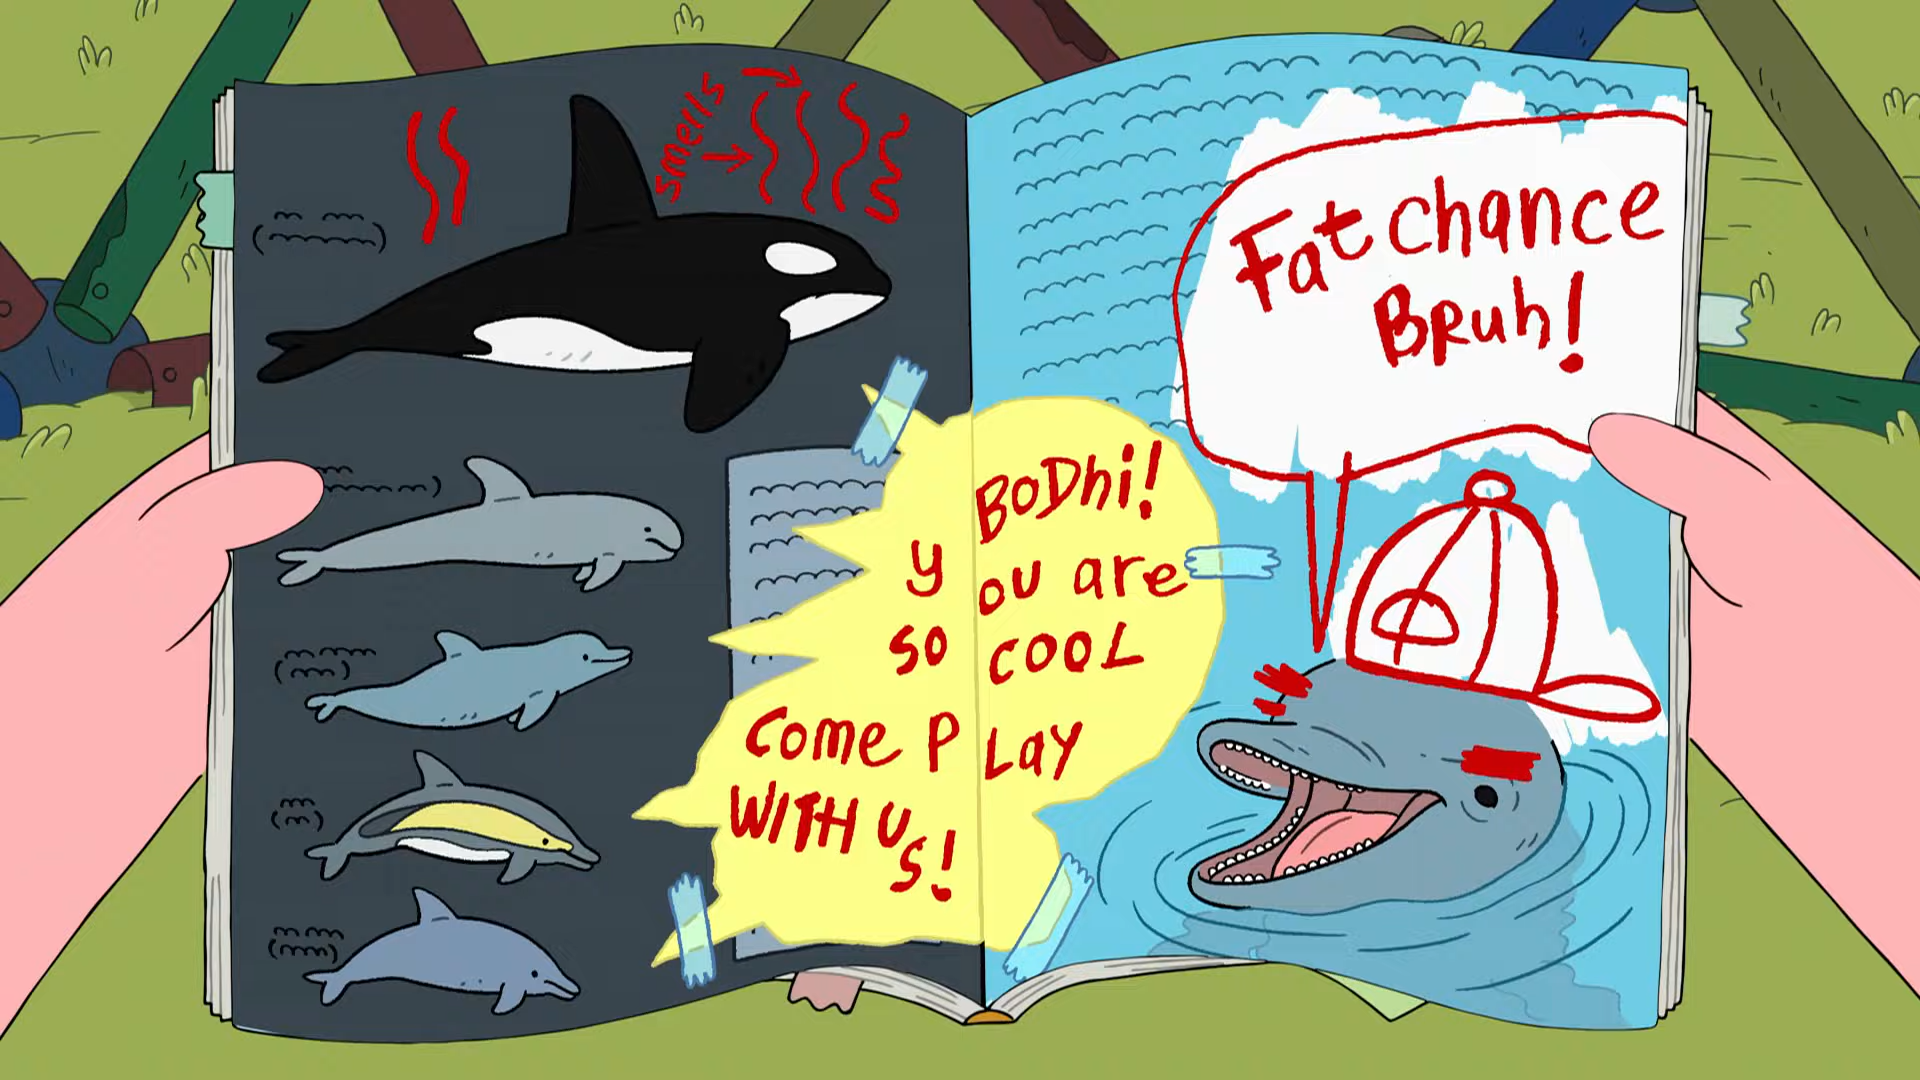 smells
BODhi!
you are
so cool
come play
WITH us!
Fat chance
BRuh!